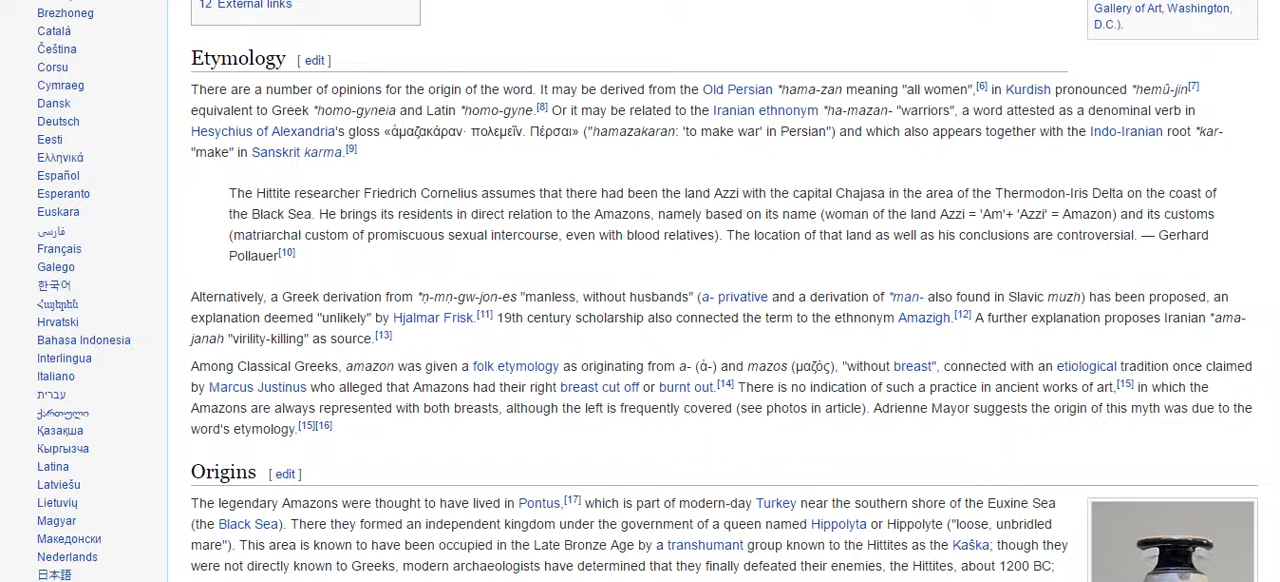 Brezhoneg
Català
Čeština
Corsu
Cymraeg
Dansk
Deutsch
Eesti
Ελληνικά
Español
Esperanto
Euskara
فارسی
Français
Galego
한국어
Հայերեն
Hrvatski
Bahasa Indonesia
Interlingua
Italiano
עברית
ქართული
Қазақша
Кыргызча
Latina
Latviešu
Lietuvių
Magyar
Македонски
Nederlands
日本語
12 External links
Gallery of Art, Washington,
D.C.).
Etymology [ edit ]
There are a number of opinions for the origin of the word. It may be derived from the Old Persian *hama-zan meaning "all women",[6] in Kurdish pronounced *hemû-jin[7]
equivalent to Greek *homo-gyneia and Latin *homo-gyne.[8] Or it may be related to the Iranian ethnonym *ha-mazan- "warriors", a word attested as a denominal verb in
Hesychius of Alexandria's gloss «ἁμαζακάραν· πολεμεῖν. Πέρσαι» ("hamazakaran: 'to make war' in Persian") and which also appears together with the Indo-Iranian root *kar-
"make" in Sanskrit karma.[9]
The Hittite researcher Friedrich Cornelius assumes that there had been the land Azzi with the capital Chajasa in the area of the Thermodon-Iris Delta on the coast of
the Black Sea. He brings its residents in direct relation to the Amazons, namely based on its name (woman of the land Azzi = 'Am'+ 'Azzi' = Amazon) and its customs
(matriarchal custom of promiscuous sexual intercourse, even with blood relatives). The location of that land as well as his conclusions are controversial. — Gerhard
Pollauer[10]
Alternatively, a Greek derivation from *ṇ-mṇ-gw-jon-es "manless, without husbands" (a- privative and a derivation of *man- also found in Slavic muzh) has been proposed, an
explanation deemed "unlikely" by Hjalmar Frisk.[11] 19th century scholarship also connected the term to the ethnonym Amazigh.[12] A further explanation proposes Iranian *ama-
janah "virility-killing" as source.[13]
Among Classical Greeks, amazon was given a folk etymology as originating from a- (ἀ-) and mazos (μαζός), "without breast", connected with an etiological tradition once claimed
by Marcus Justinus who alleged that Amazons had their right breast cut off or burnt out.[14] There is no indication of such a practice in ancient works of art,[15] in which the
Amazons are always represented with both breasts, although the left is frequently covered (see photos in article). Adrienne Mayor suggests the origin of this myth was due to the
word's etymology.[15][16]
Origins [ edit ]
The legendary Amazons were thought to have lived in Pontus,[17] which is part of modern-day Turkey near the southern shore of the Euxine Sea
(the Black Sea). There they formed an independent kingdom under the government of a queen named Hippolyta or Hippolyte ("loose, unbridled
mare"). This area is known to have been occupied in the Late Bronze Age by a transhumant group known to the Hittites as the Kaška; though they
were not directly known to Greeks, modern archaeologists have determined that they finally defeated their enemies, the Hittites, about 1200 BC;